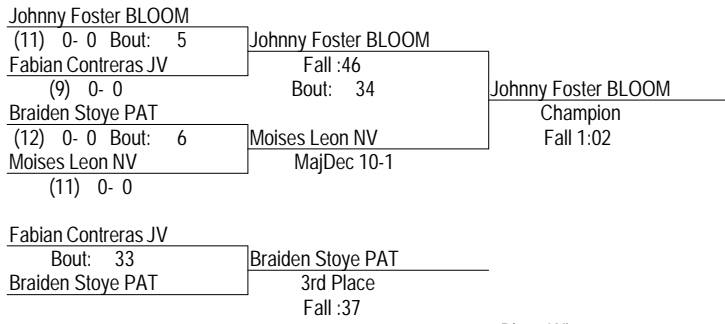 Johnny Foster BLOOM
(11) 0- 0 Bout: 5
Johnny Foster BLOOM
Fabian Contreras JV
Fall :46
(9) 0- 0
Bout: 34
Johnny Foster BLOOM
Braiden Stoye PAT
Champion
(12) 0- 0 Bout: 6
Moises Leon NV
Fall 1:02
Moises Leon NV
MajDec 10-1
(11) 0- 0
Fabian Contreras JV
Bout: 33
Braiden Stoye PAT
Braiden Stoye PAT
3rd Place
Fall :37